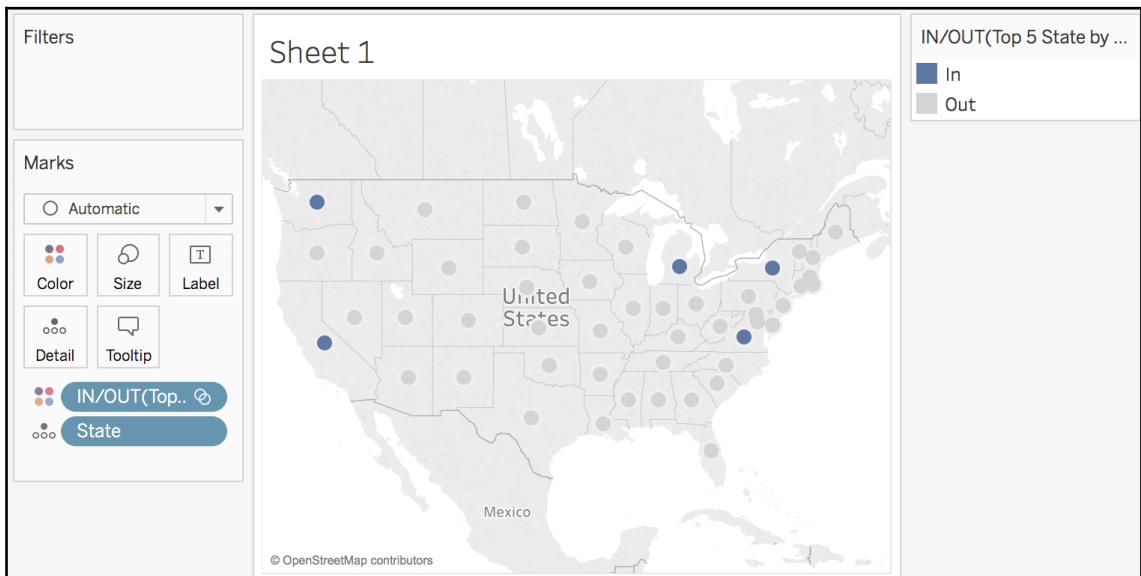 Filters
Marks
Automatic
Color
Size
T
Label
Detail
Tooltip
IN/OUT(Top..
State
Sheet 1
United
States
Mexico
© OpenStreetMap contributors
IN/OUT(Top 5 State by ...
In
Out